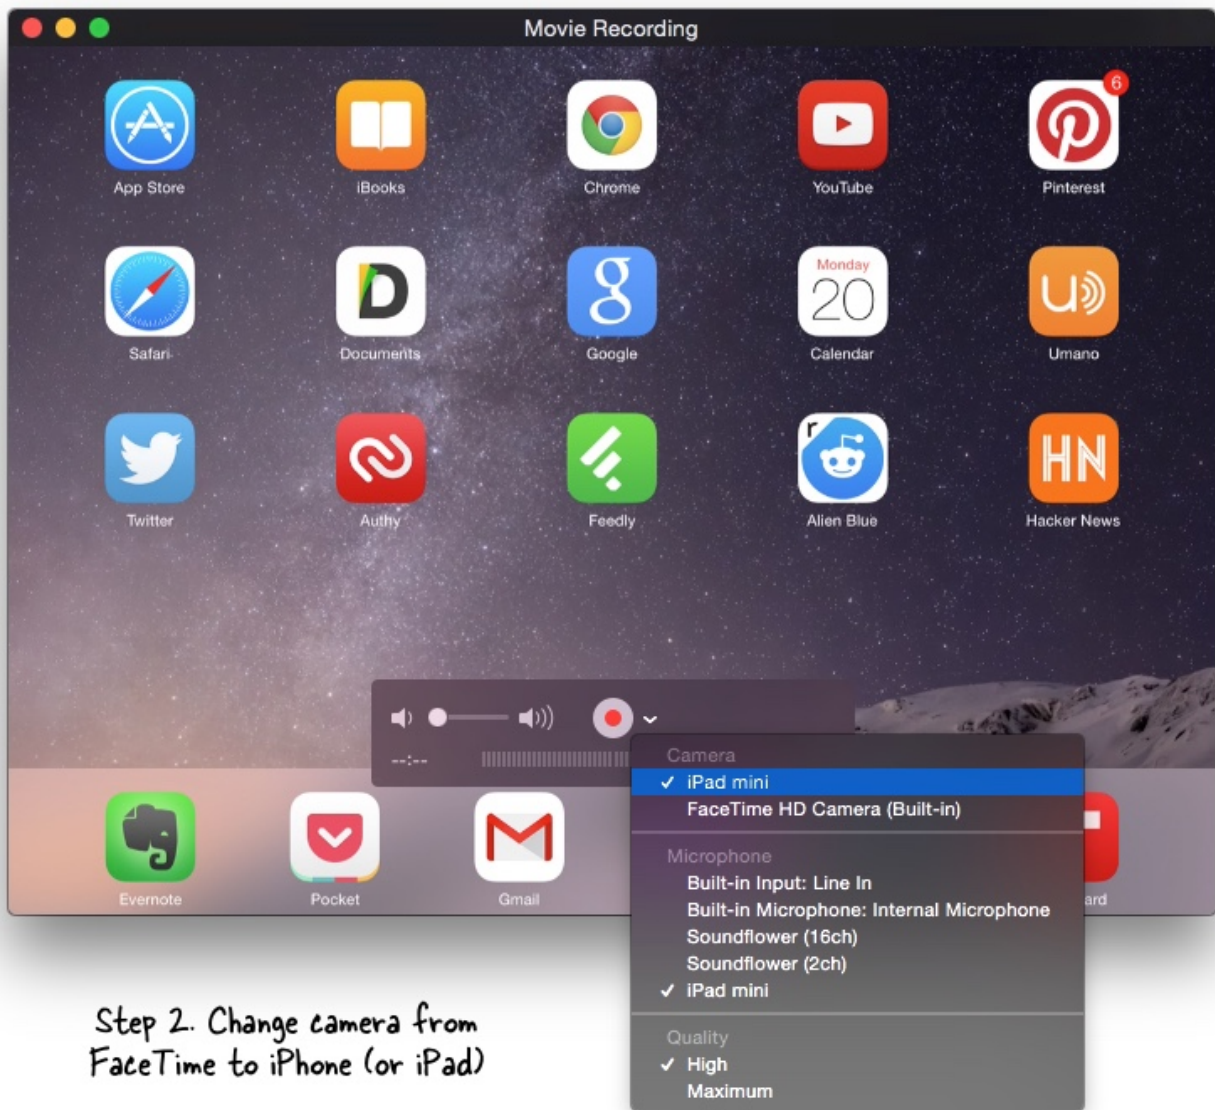 Movie Recording
6
App Store
iBooks
Chrome
YouTube
Pinterest
Monday
20
U
Safari
Documents
Google
Calendar
Umano
r
HN
Twitter
Authy
Feedly
Alien Blue
Hacker News
--:--
Camera
✓ iPad mini
FaceTime HD Camera (Built-in)
Microphone
Built-in Input: Line In
Built-in Microphone: Internal Microphone
Soundflower (16ch)
Soundflower (2ch)
✓ iPad mini
Quality
✓ High
Maximum
Evernote
Pocket
Gmail
ard
Step 2. Change camera from
FaceTime to iPhone (or iPad)